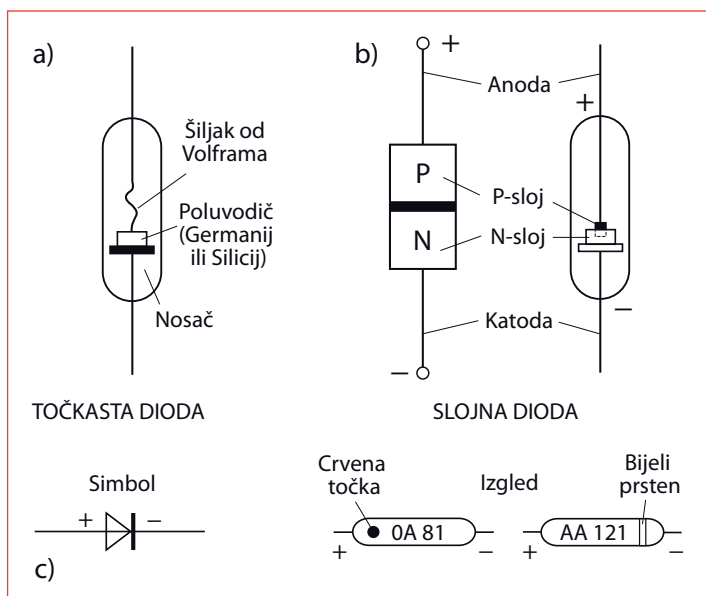 a)
Šiljak od
Volframa
Poluvodič
(Germanij
ili Silicij)
Nosač
TOČKASTA DIODA
b)
+
Anoda
+
P
P-sloj
N
N-sloj
Katoda
–
–
SLOJNA DIODA
Simbol
+ –
c)
Crvena
točka
Izgled
Bijeli
prsten
0A 81
+ –
AA 121
+ –